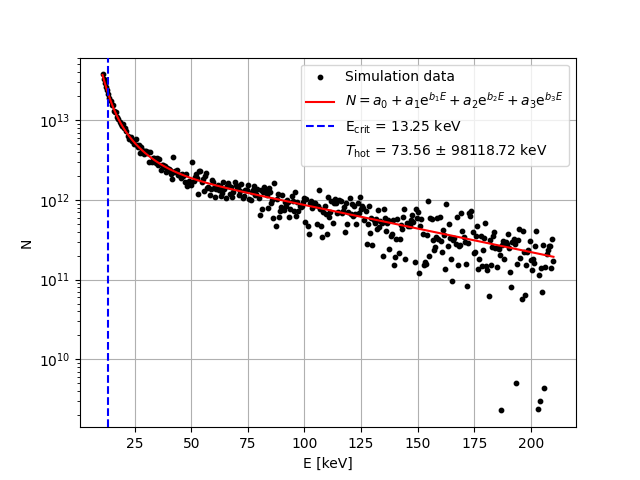 Simulation data
N = a₀ + a₁e^{b₁E} + a₂e^{b₂E} + a₃e^{b₃E}
E_crit = 13.25 keV
T_hot = 73.56 ± 98118.72 keV
10¹³
10¹²
10¹¹
10¹⁰
N
25 50 75 100 125 150 175 200
E [keV]